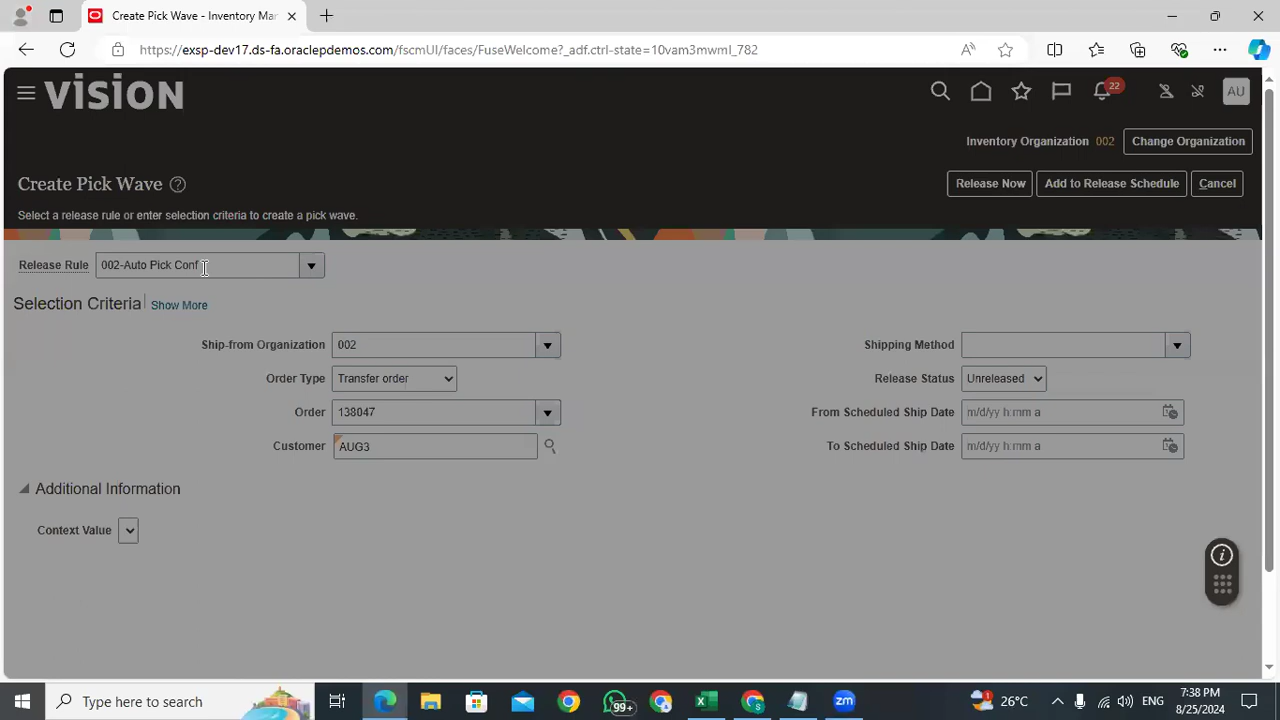 Create Pick Wave - Inventory Mar
https://exsp-dev17.ds-fa.oraclepdemos.com/fscmUI/faces/FuseWelcome?_adf.ctrl-state=10vam3mwml_782
VISION
22
AU
Inventory Organization 002 Change Organization
Create Pick Wave ?
Release Now Add to Release Schedule Cancel
Select a release rule or enter selection criteria to create a pick wave.
Release Rule 002-Auto Pick Conf
Selection Criteria Show More
Ship-from Organization 002
Shipping Method
Order Type Transfer order
Release Status Unreleased
Order 138047
From Scheduled Ship Date m/d/yy h:mm a
Customer AUG3
To Scheduled Ship Date m/d/yy h:mm a
Additional Information
Context Value
Type here to search
99+
1
26°C
ENG
7:38 PM
8/25/2024